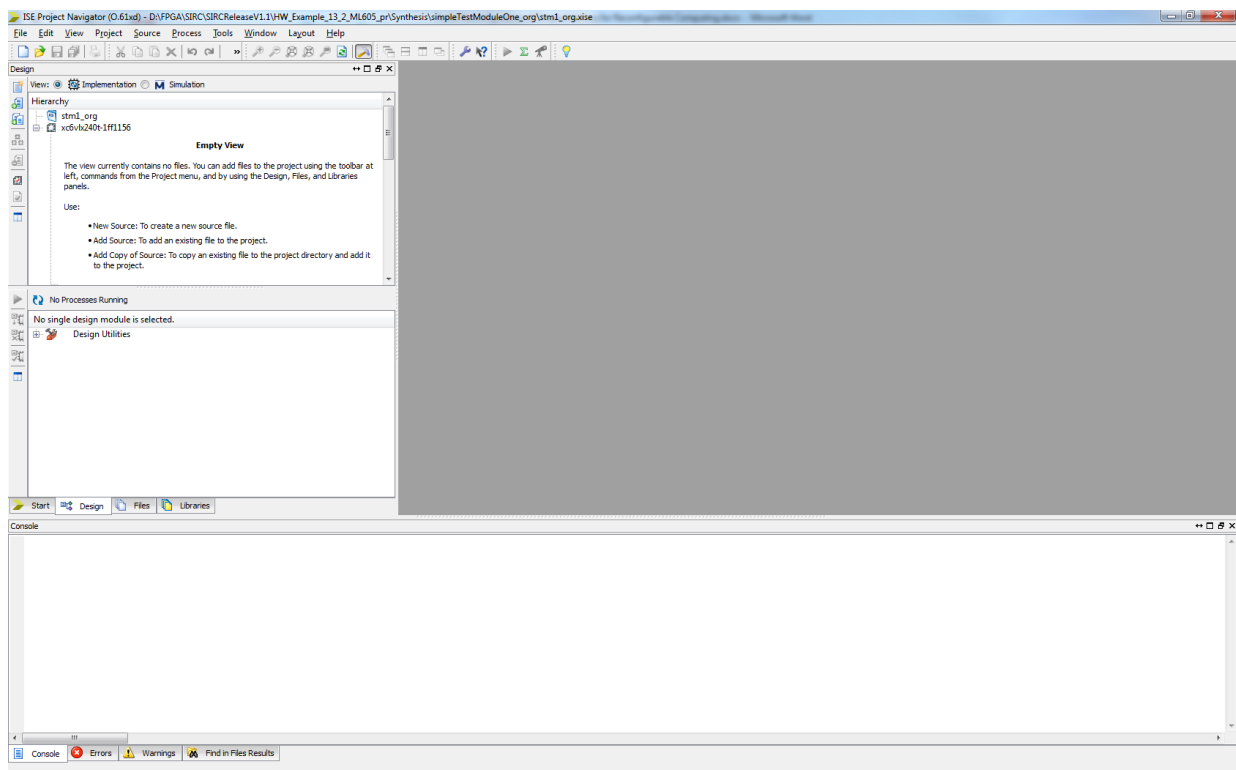 ISE Project Navigator (O.61xd) - D:\FPGA\SIRC\SIRCReleaseV1.1\HW_Example_13_2_ML605_pr\Synthesis\simpleTestModuleOne_org\stm1_org.xise
File Edit View Project Source Process Tools Window Layout Help
Design
View: Implementation Simulation
Hierarchy
stm1_org
xc6vlx240t-1ff1156
Empty View
The view currently contains no files. You can add files to the project using the toolbar at
left, commands from the Project menu, and by using the Design, Files, and Libraries
panels.
Use:
•New Source: To create a new source file.
•Add Source: To add an existing file to the project.
•Add Copy of Source: To copy an existing file to the project directory and add it
to the project.
No Processes Running
No single design module is selected.
Design Utilities
Start Design Files Libraries
Console
Console Errors Warnings Find in Files Results